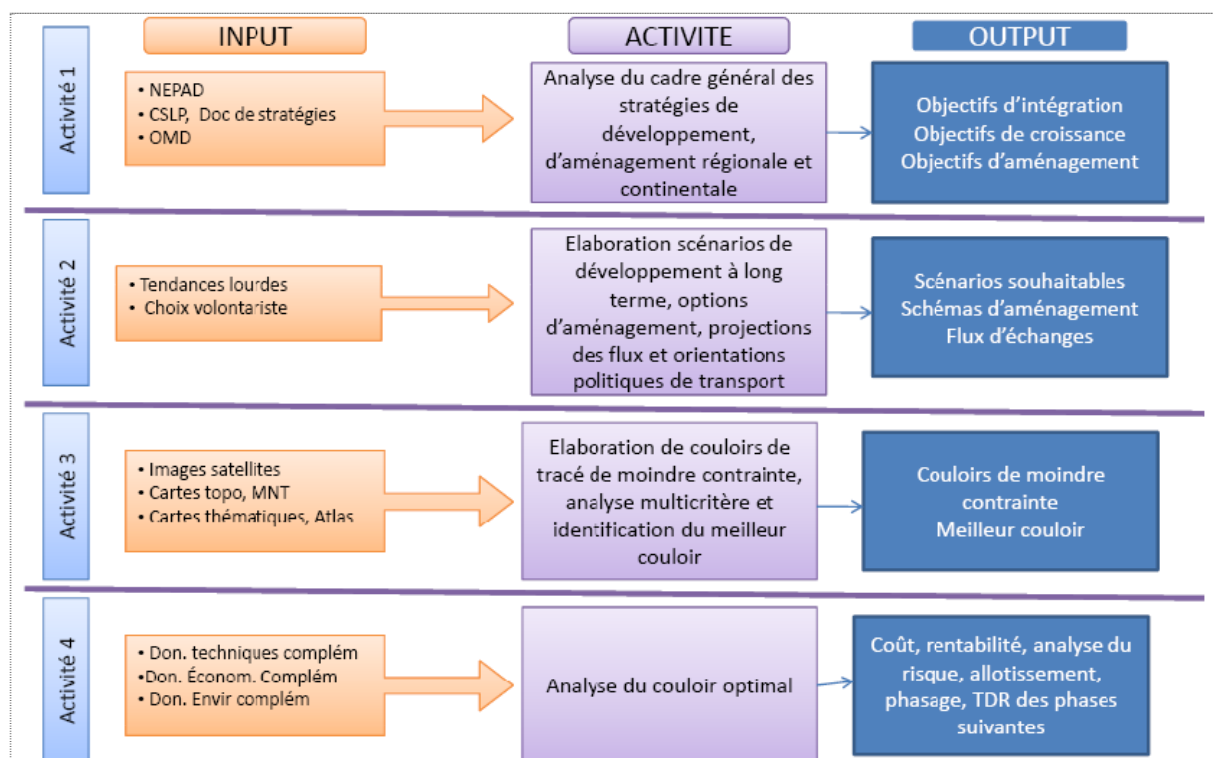 INPUT
ACTIVITE
OUTPUT
Activité 1
• NEPAD
• CSLP, Doc de stratégies
• OMD
Analyse du cadre général des
stratégies de
développement,
d’aménagement régionale et
continentale
Objectifs d’intégration
Objectifs de croissance
Objectifs d’aménagement
Activité 2
• Tendances lourdes
• Choix volontariste
Elaboration scénarios de
développement à long
terme, options
d’aménagement, projections
des flux et orientations
politiques de transport
Scénarios souhaitables
Schémas d’aménagement
Flux d’échanges
Activité 3
• Images satellites
• Cartes topo, MNT
• Cartes thématiques, Atlas
Elaboration de couloirs de
tracé de moindre contrainte,
analyse multicritère et
identification du meilleur
couloir
Couloirs de moindre
contrainte
Meilleur couloir
Activité 4
• Don. techniques complém
•Don. Économ. Complém
• Don. Envir complém
Analyse du couloir optimal
Coût, rentabilité, analyse du
risque, allotissement,
phasage, TDR des phases
suivantes